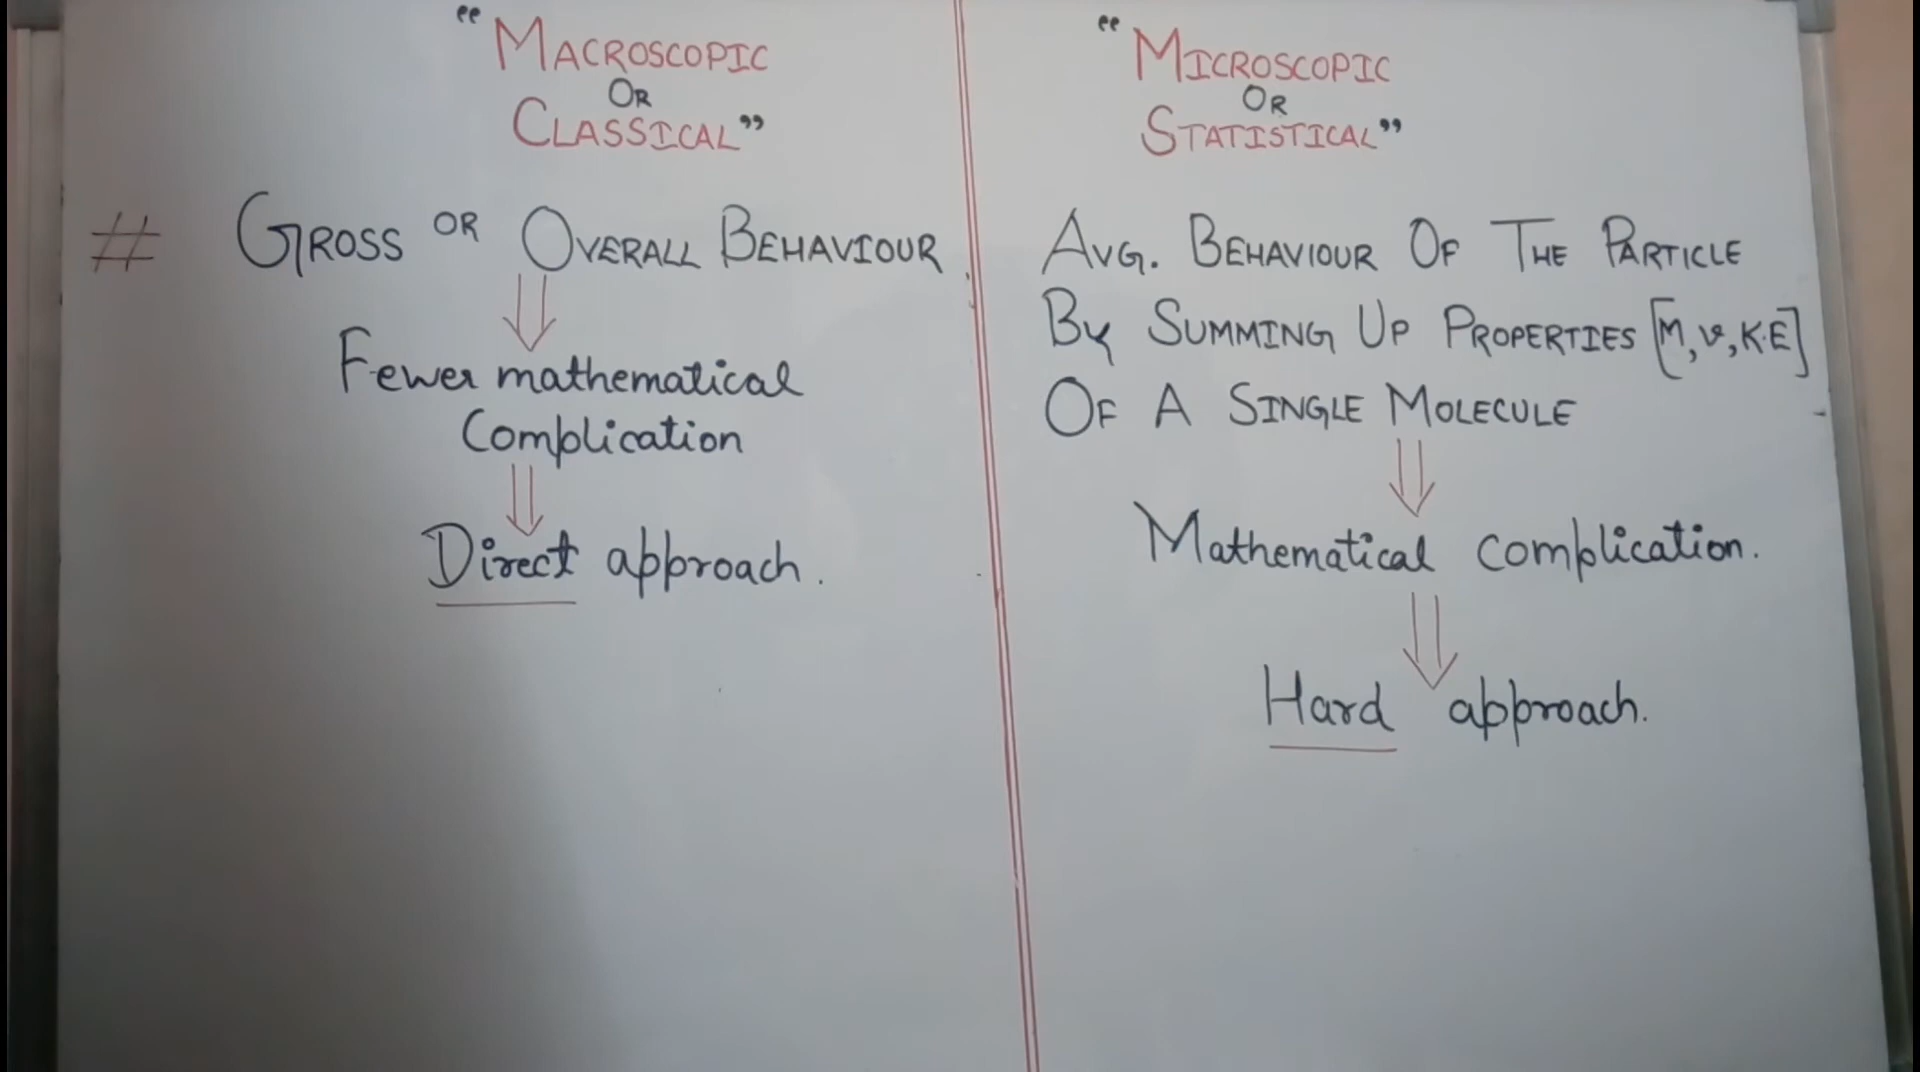 “MACROSCOPIC
OR
CLASSICAL”
# GROSS OR OVERALL BEHAVIOUR
Fewer mathematical
Complication
Direct approach.
“MICROSCOPIC
OR
STATISTICAL”
AVG. BEHAVIOUR OF THE PARTICLE
BY SUMMING UP PROPERTIES [M, v, K.E]
OF A SINGLE MOLECULE
Mathematical complication.
Hard approach.